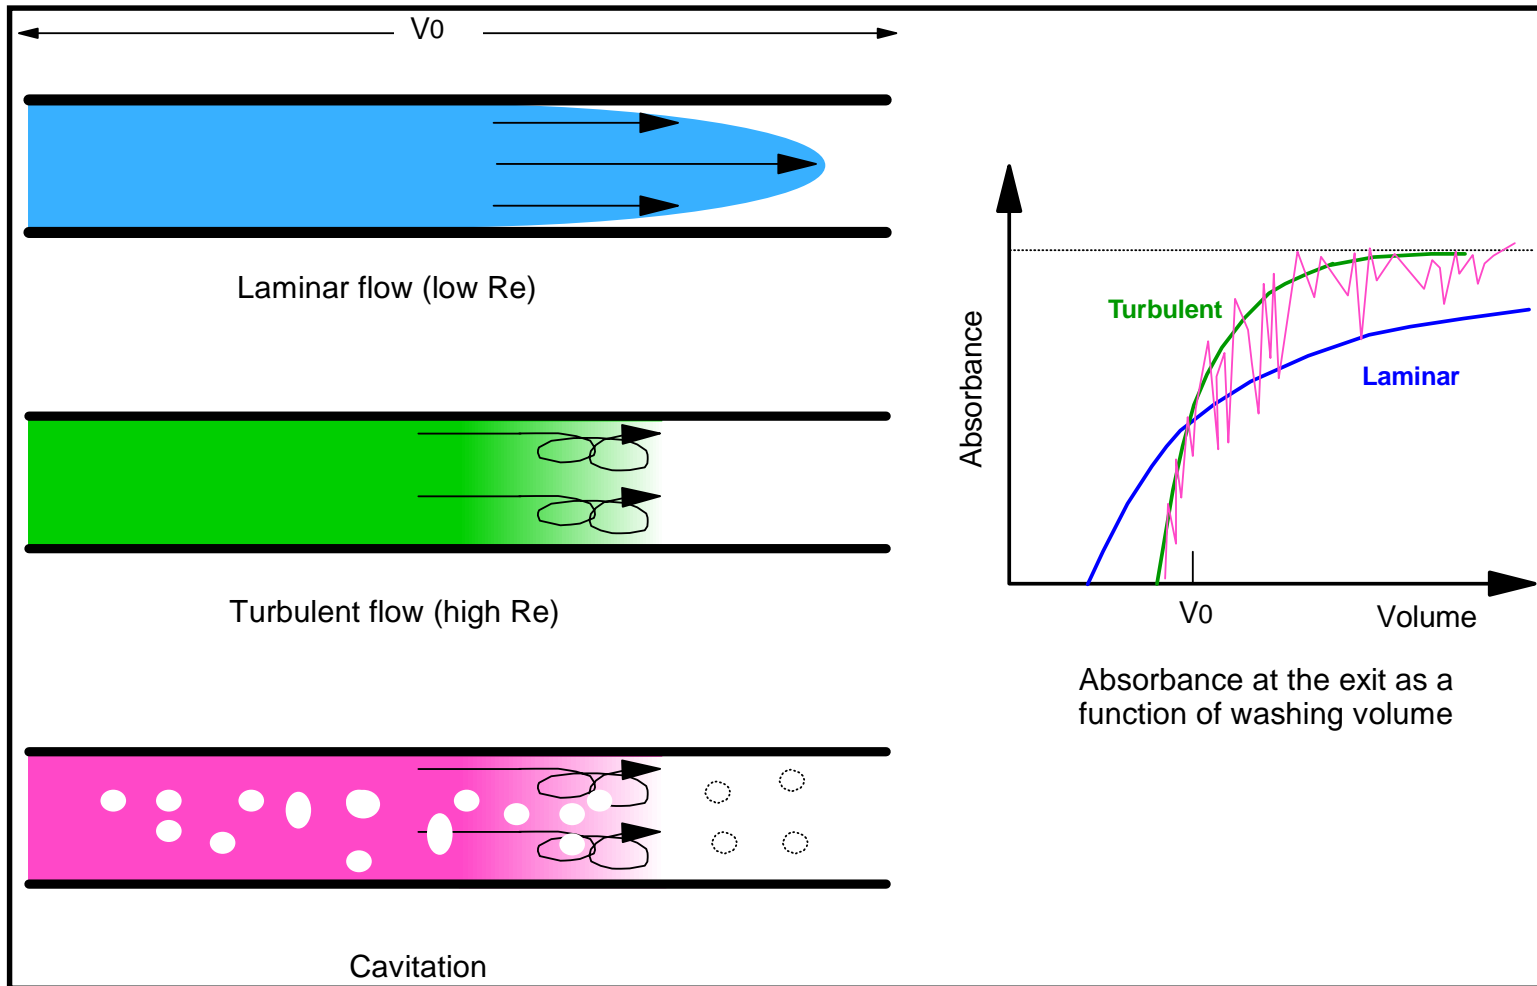 V0
Laminar flow (low Re)
Turbulent flow (high Re)
Cavitation
Absorbance
Turbulent
Laminar
V0
Volume
Absorbance at the exit as a
function of washing volume